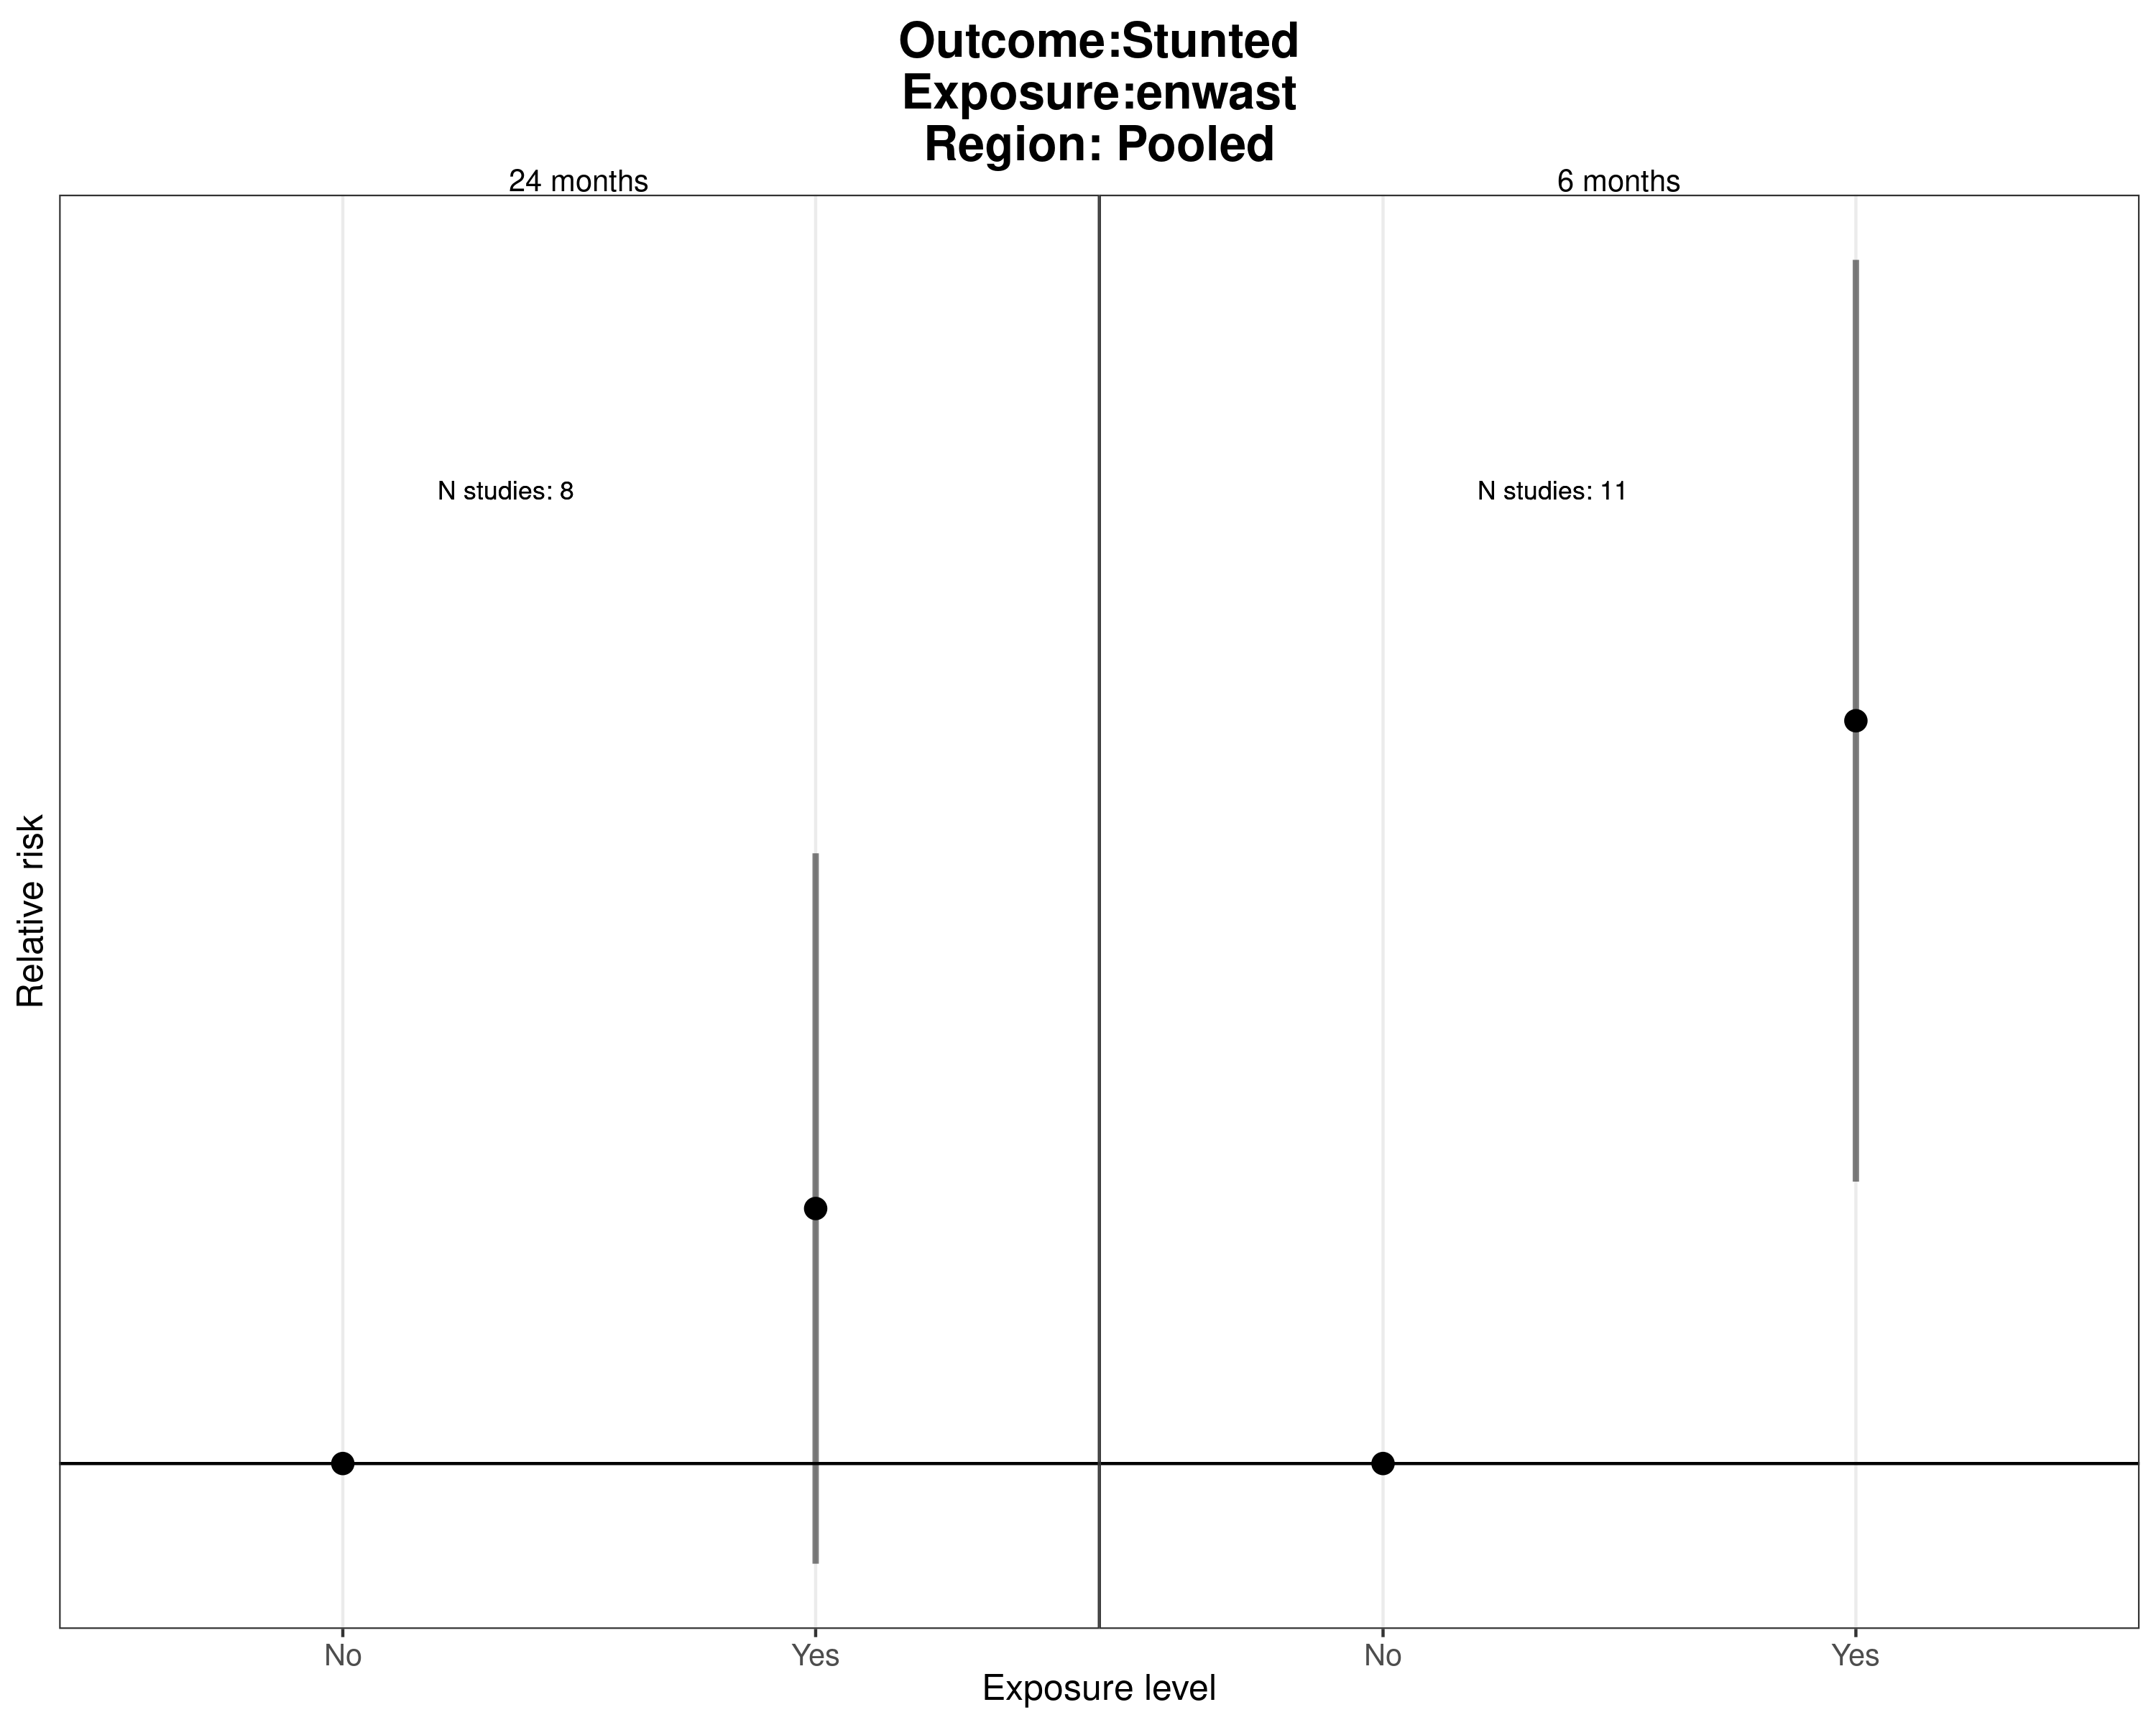 Outcome:Stunted
Exposure:enwast
Region: Pooled
24 months
6 months
N studies: 8
N studies: 11
Relative risk
No
Yes
No
Yes
Exposure level